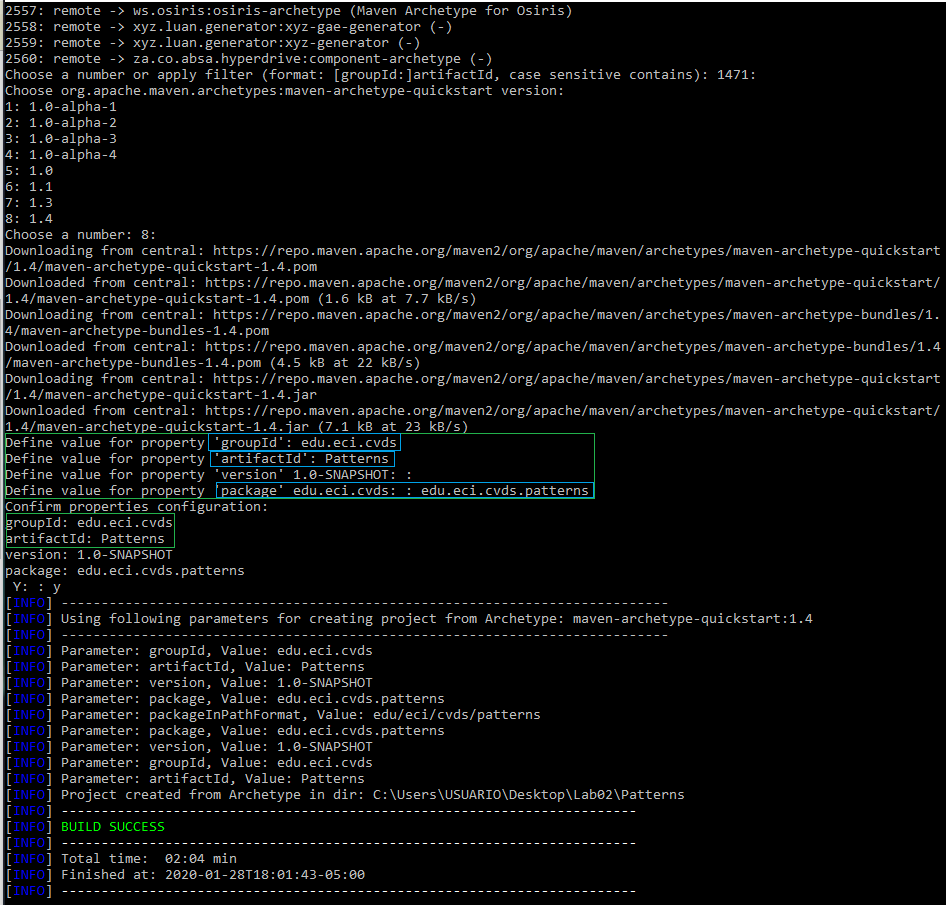 2557: remote -> ws.osiris:osiris-archetype (Maven Archetype for Osiris)
2558: remote -> xyz.luan.generator:xyz-gae-generator (-)
2559: remote -> xyz.luan.generator:xyz-generator (-)
2560: remote -> za.co.absa.hyperdrive:component-archetype (-)
Choose a number or apply filter (format: [groupId:]artifactId, case sensitive contains): 1471:
Choose org.apache.maven.archetypes:maven-archetype-quickstart version:
1: 1.0-alpha-1
2: 1.0-alpha-2
3: 1.0-alpha-3
4: 1.0-alpha-4
5: 1.0
6: 1.1
7: 1.3
8: 1.4
Choose a number: 8:
Downloading from central: https://repo.maven.apache.org/maven2/org/apache/maven/archetypes/maven-archetype-quickstart
/1.4/maven-archetype-quickstart-1.4.pom
Downloaded from central: https://repo.maven.apache.org/maven2/org/apache/maven/archetypes/maven-archetype-quickstart/
1.4/maven-archetype-quickstart-1.4.pom (1.6 kB at 7.7 kB/s)
Downloading from central: https://repo.maven.apache.org/maven2/org/apache/maven/archetypes/maven-archetype-bundles/1.
4/maven-archetype-bundles-1.4.pom
Downloaded from central: https://repo.maven.apache.org/maven2/org/apache/maven/archetypes/maven-archetype-bundles/1.4
/maven-archetype-bundles-1.4.pom (4.5 kB at 22 kB/s)
Downloading from central: https://repo.maven.apache.org/maven2/org/apache/maven/archetypes/maven-archetype-quickstart
/1.4/maven-archetype-quickstart-1.4.jar
Downloaded from central: https://repo.maven.apache.org/maven2/org/apache/maven/archetypes/maven-archetype-quickstart/
1.4/maven-archetype-quickstart-1.4.jar (7.1 kB at 23 kB/s)
Define value for property 'groupId': edu.eci.cvds
Define value for property 'artifactId': Patterns
Define value for property 'version' 1.0-SNAPSHOT: :
Define value for property 'package' edu.eci.cvds: : edu.eci.cvds.patterns
Confirm properties configuration:
groupId: edu.eci.cvds
artifactId: Patterns
version: 1.0-SNAPSHOT
package: edu.eci.cvds.patterns
Y: : y
[INFO] ----------------------------------------------------------------------------
[INFO] Using following parameters for creating project from Archetype: maven-archetype-quickstart:1.4
[INFO] ----------------------------------------------------------------------------
[INFO] Parameter: groupId, Value: edu.eci.cvds
[INFO] Parameter: artifactId, Value: Patterns
[INFO] Parameter: version, Value: 1.0-SNAPSHOT
[INFO] Parameter: package, Value: edu.eci.cvds.patterns
[INFO] Parameter: packageInPathFormat, Value: edu/eci/cvds/patterns
[INFO] Parameter: package, Value: edu.eci.cvds.patterns
[INFO] Parameter: version, Value: 1.0-SNAPSHOT
[INFO] Parameter: groupId, Value: edu.eci.cvds
[INFO] Parameter: artifactId, Value: Patterns
[INFO] Project created from Archetype in dir: C:\Users\USUARIO\Desktop\Lab02\Patterns
[INFO] ------------------------------------------------------------------------
[INFO] BUILD SUCCESS
[INFO] ------------------------------------------------------------------------
[INFO] Total time:  02:04 min
[INFO] Finished at: 2020-01-28T18:01:43-05:00
[INFO] ------------------------------------------------------------------------